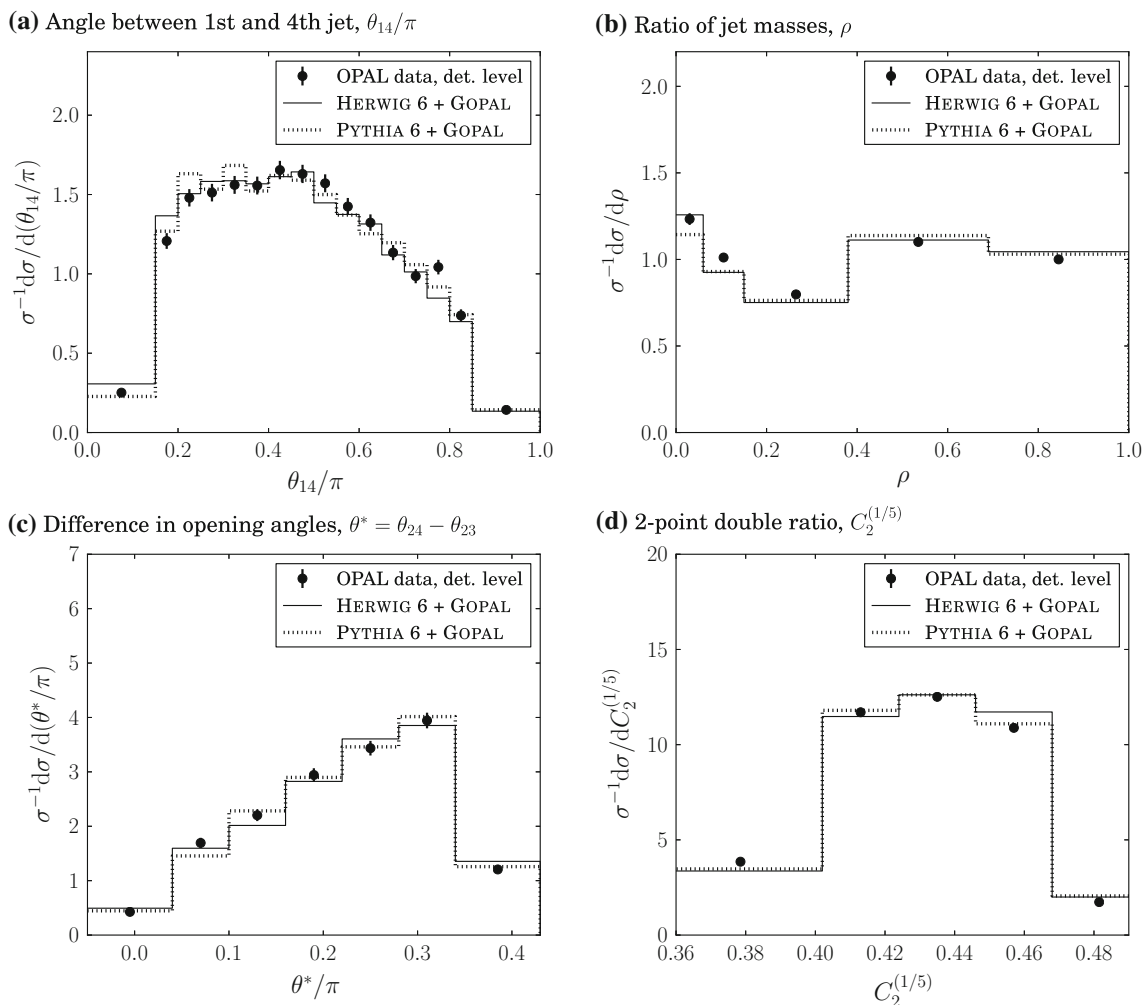 (a) Angle between 1st and 4th jet, θ₁₄/π
2.0
1.5
1.0
0.5
0.0
σ⁻¹dσ/d(θ₁₄/π)
OPAL data, det. level
HERWIG 6 + GOPAL
PYTHIA 6 + GOPAL
0.0 0.2 0.4 0.6 0.8 1.0
θ₁₄/π
(b) Ratio of jet masses, ρ
2.0
1.5
1.0
0.5
0.0
σ⁻¹dσ/dρ
OPAL data, det. level
HERWIG 6 + GOPAL
PYTHIA 6 + GOPAL
0.0 0.2 0.4 0.6 0.8 1.0
ρ
(c) Difference in opening angles, θ* = θ₂₄ − θ₂₃
7
6
5
4
3
2
1
0
σ⁻¹dσ/d(θ*/π)
OPAL data, det. level
HERWIG 6 + GOPAL
PYTHIA 6 + GOPAL
0.0 0.1 0.2 0.3 0.4
θ*/π
(d) 2-point double ratio, C₂^(1/5)
20
15
10
5
0
σ⁻¹dσ/dC₂^(1/5)
OPAL data, det. level
HERWIG 6 + GOPAL
PYTHIA 6 + GOPAL
0.36 0.38 0.40 0.42 0.44 0.46 0.48
C₂^(1/5)